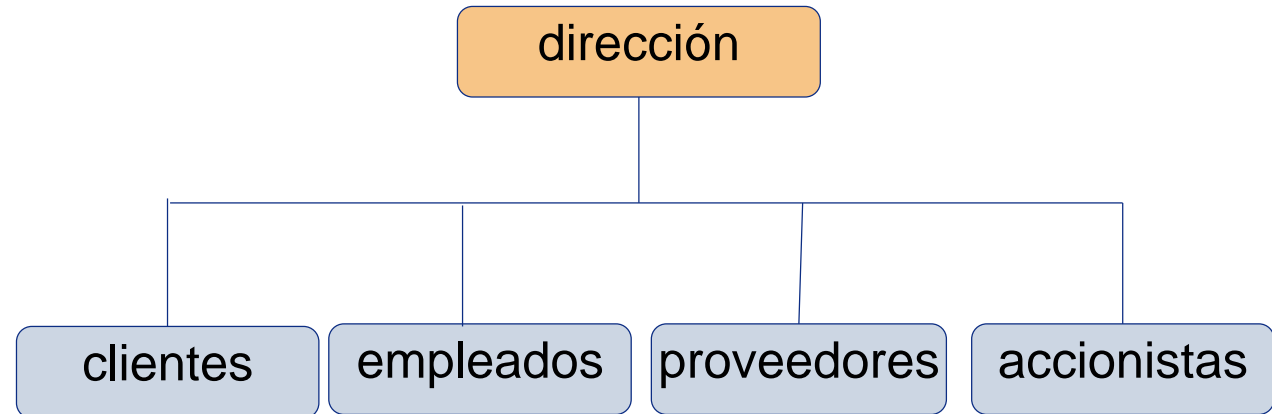 dirección
clientes
empleados
proveedores
accionistas